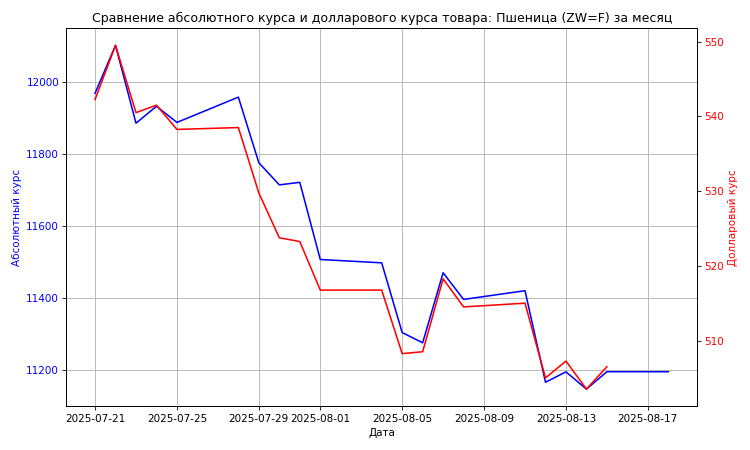 Сравнение абсолютного курса и долларового курса товара: Пшеница (ZW=F) за месяц
12000
11800
11600
11400
11200
Абсолютный курс
550
540
530
520
510
Долларовый курс
2025-07-21 2025-07-25 2025-07-29 2025-08-01 2025-08-05 2025-08-09 2025-08-13 2025-08-17
Дата